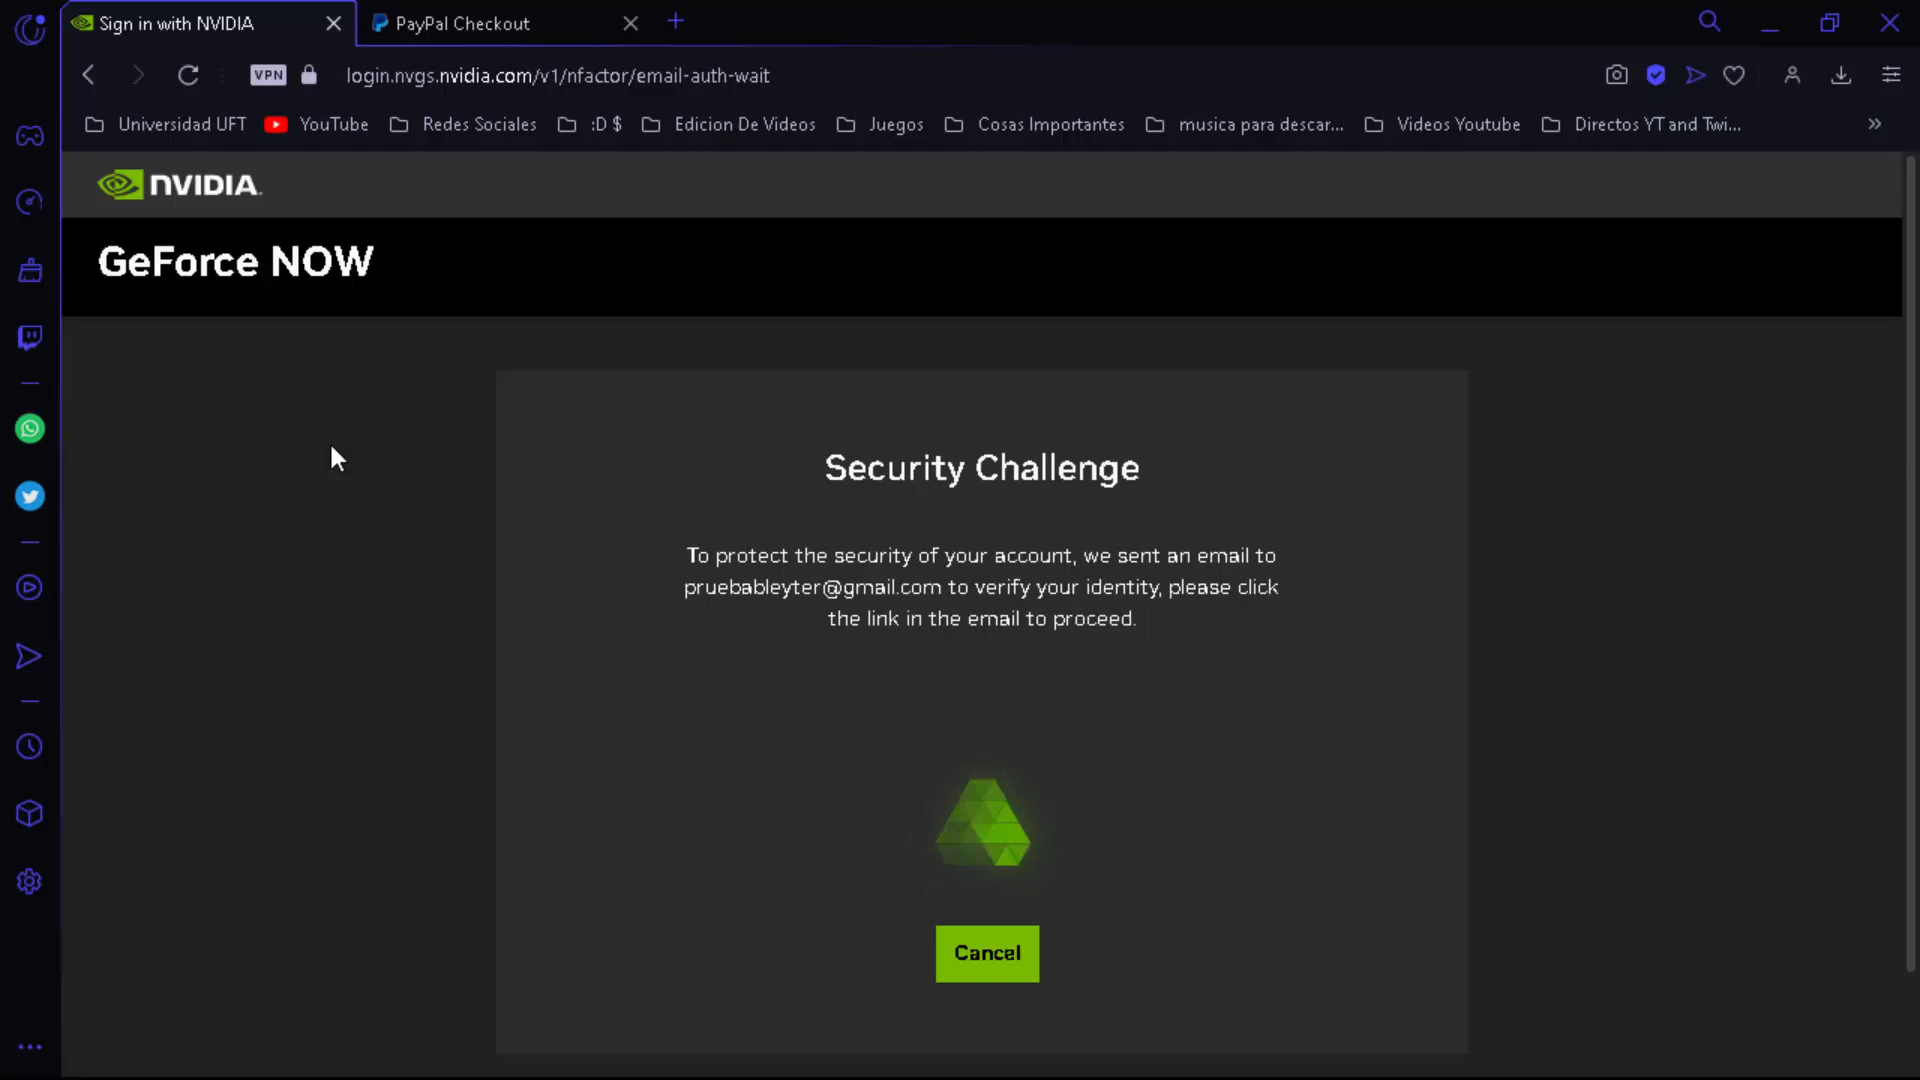 Sign in with NVIDIA
PayPal Checkout
VPN
login.nvgs.nvidia.com/v1/nfactor/email-auth-wait
Universidad UFT
YouTube
Redes Sociales
:D $
Edicion De Videos
Juegos
Cosas Importantes
musica para descar...
Videos Youtube
Directos YT and Twi...
NVIDIA.
GeForce NOW
Security Challenge
To protect the security of your account, we sent an email to
pruebableyter@gmail.com to verify your identity, please click
the link in the email to proceed.
Cancel